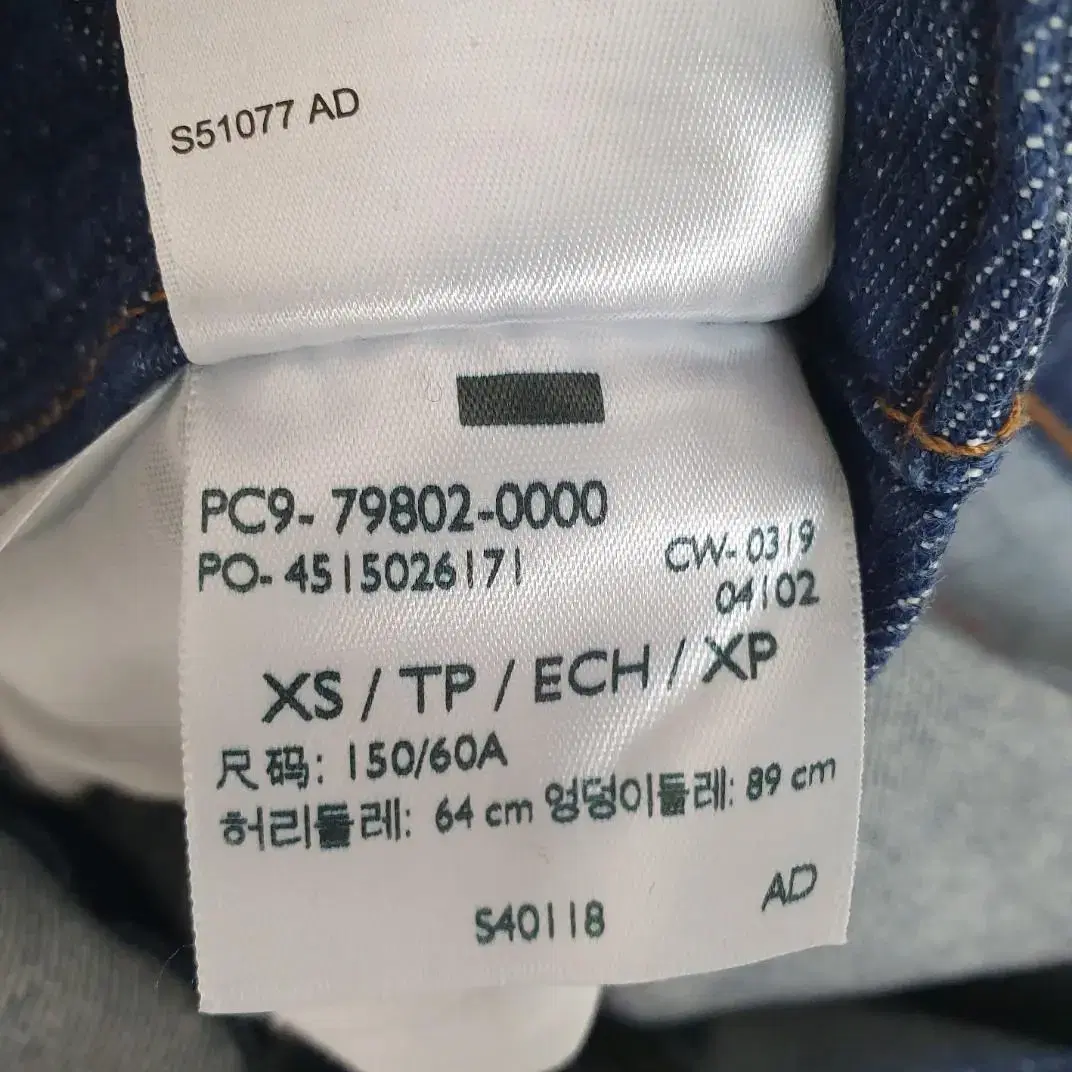 S51077 AD
PC9- 79802-0000
PO- 4515026171
CW- 0319
04102
XS / TP / ECH / XP
尺码: 150/60A
허리둘레: 64 cm 엉덩이둘레: 89 cm
AD
S40118